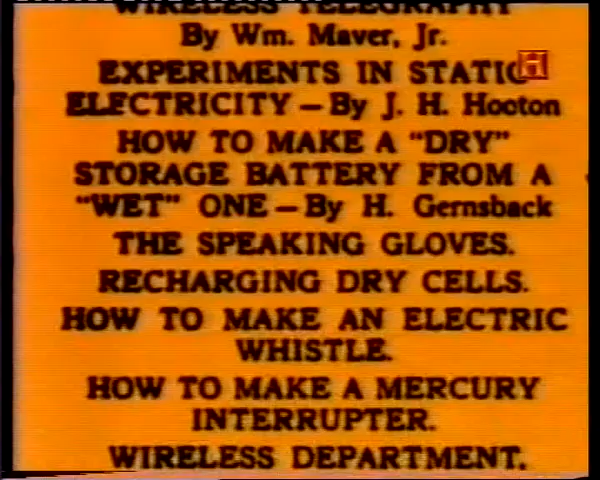 WIRELESS TELEGRAPHY
By Wm. Maver, Jr.
EXPERIMENTS IN STATIC
ELECTRICITY – By J. H. Hooton
HOW TO MAKE A "DRY"
STORAGE BATTERY FROM A
"WET" ONE – By H. Gernsback
THE SPEAKING GLOVES.
RECHARGING DRY CELLS.
HOW TO MAKE AN ELECTRIC
WHISTLE.
HOW TO MAKE A MERCURY
INTERRUPTER.
WIRELESS DEPARTMENT.
H